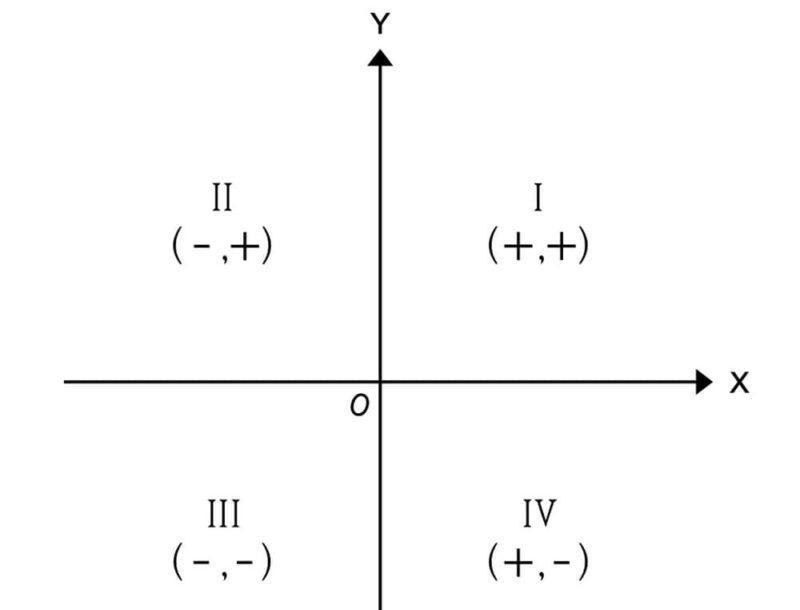 Y
II
(-,+)
I
(+,+)
X
O
III
(-,-)
IV
(+,-)